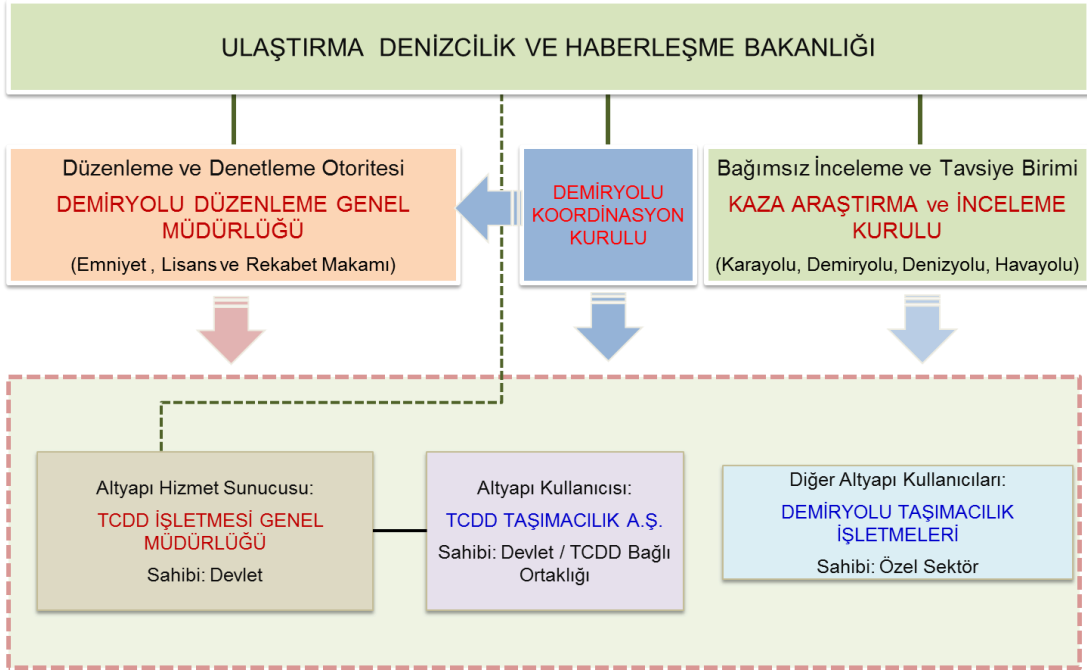 ULAŞTIRMA DENİZCİLİK VE HABERLEŞME BAKANLIĞI
Düzenleme ve Denetleme Otoritesi
DEMİRYOLU DÜZENLEME GENEL
MÜDÜRLÜĞÜ
(Emniyet , Lisans ve Rekabet Makamı)
DEMİRYOLU
KOORDİNASYON
KURULU
Bağımsız İnceleme ve Tavsiye Birimi
KAZA ARAŞTIRMA ve İNCELEME
KURULU
(Karayolu, Demiryolu, Denizyolu, Havayolu)
Altyapı Hizmet Sunucusu:
TCDD İŞLETMESİ GENEL
MÜDÜRLÜĞÜ
Sahibi: Devlet
Altyapı Kullanıcısı:
TCDD TAŞIMACILIK A.Ş.
Sahibi: Devlet / TCDD Bağlı
Ortaklığı
Diğer Altyapı Kullanıcıları:
DEMİRYOLU TAŞIMACILIK
İŞLETMELERİ
Sahibi: Özel Sektör